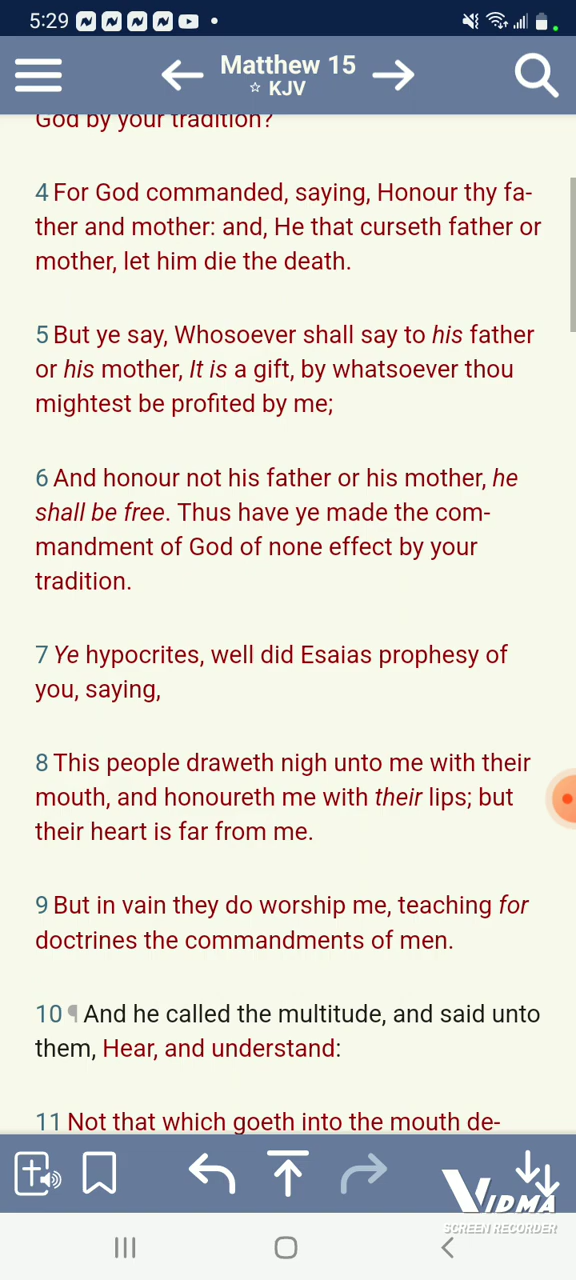 5:29
Matthew 15
☆ KJV
God by your tradition?
4 For God commanded, saying, Honour thy fa-
ther and mother: and, He that curseth father or
mother, let him die the death.
5 But ye say, Whosoever shall say to his father
or his mother, It is a gift, by whatsoever thou
mightest be profited by me;
6 And honour not his father or his mother, he
shall be free. Thus have ye made the com-
mandment of God of none effect by your
tradition.
7 Ye hypocrites, well did Esaias prophesy of
you, saying,
8 This people draweth nigh unto me with their
mouth, and honoureth me with their lips; but
their heart is far from me.
9 But in vain they do worship me, teaching for
doctrines the commandments of men.
10 ¶ And he called the multitude, and said unto
them, Hear, and understand:
11 Not that which goeth into the mouth de-
VIDMA
SCREEN RECORDER